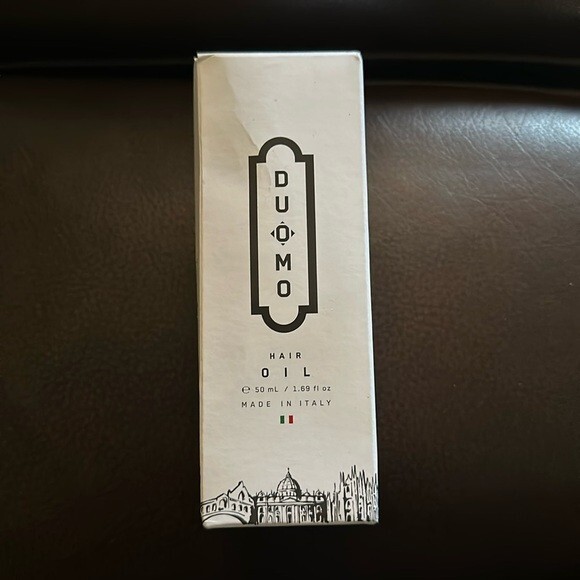 DUOMO
HAIR
OIL
℮ 50 mL / 1.69 fl oz
MADE IN ITALY